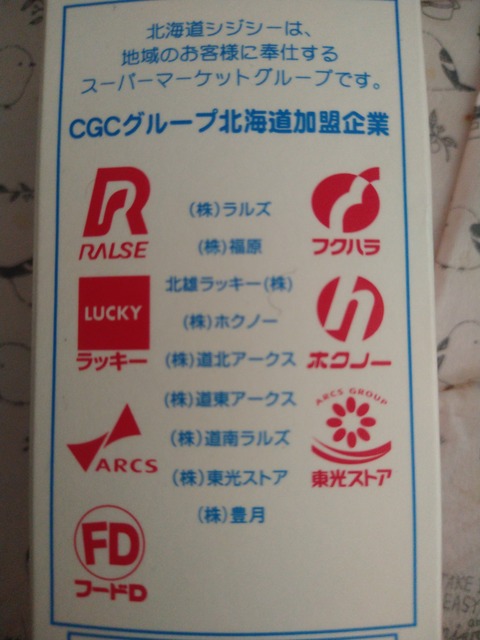 北海道シジシーは、
地域のお客様に奉仕する
スーパーマーケットグループです。
CGCグループ北海道加盟企業
RALSE
(株)ラルズ
フクハラ
(株)福原
LUCKY
ラッキー
北雄ラッキー(株)
(株)ホクノー
ホクノー
(株)道北アークス
ARCS
(株)道東アークス
ARCS GROUP
東光ストア
(株)道南ラルズ
(株)東光ストア
(株)豊月
FD
フードD
TAKE
EASY